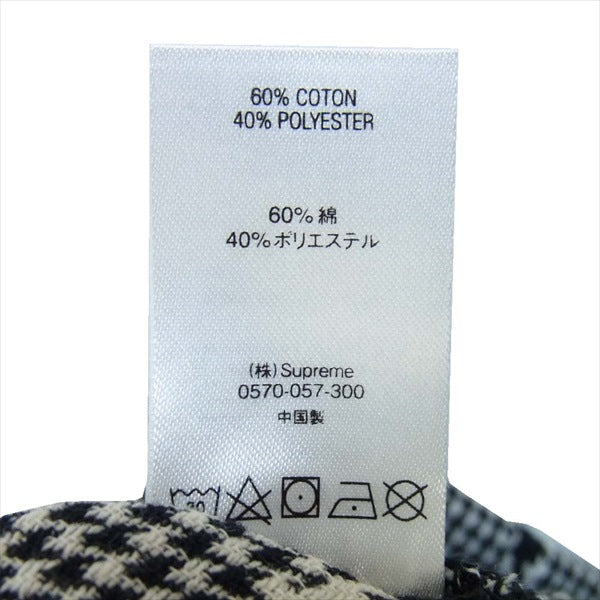 60% COTON
40% POLYESTER
60% 綿
40% ポリエステル
(株) Supreme
0570-057-300
中国製
30